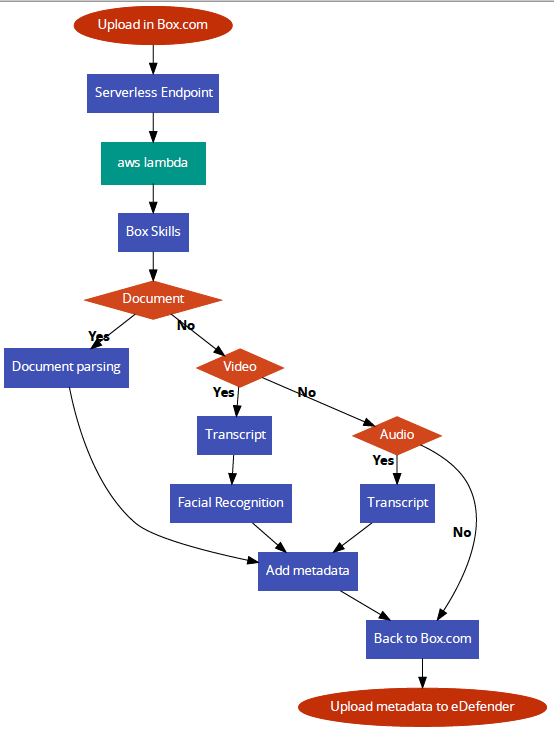 Upload in Box.com
Serverless Endpoint
aws lambda
Box Skills
Document
Yes
No
Document parsing
Video
Yes
No
Transcript
Audio
Yes
Facial Recognition
Transcript
No
Add metadata
Back to Box.com
Upload metadata to eDefender